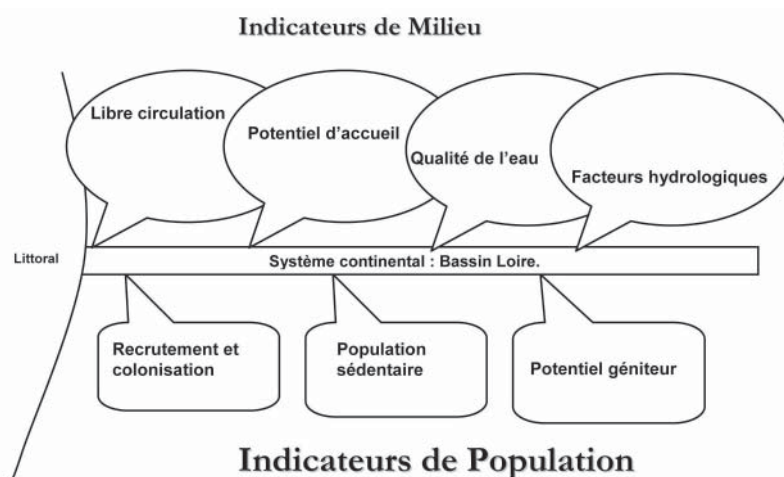 Indicateurs de Milieu
Libre circulation
Potentiel d'accueil
Qualité de l'eau
Facteurs hydrologiques
Littoral
Système continental : Bassin Loire.
Recrutement et
colonisation
Population
sédentaire
Potentiel géniteur
Indicateurs de Population